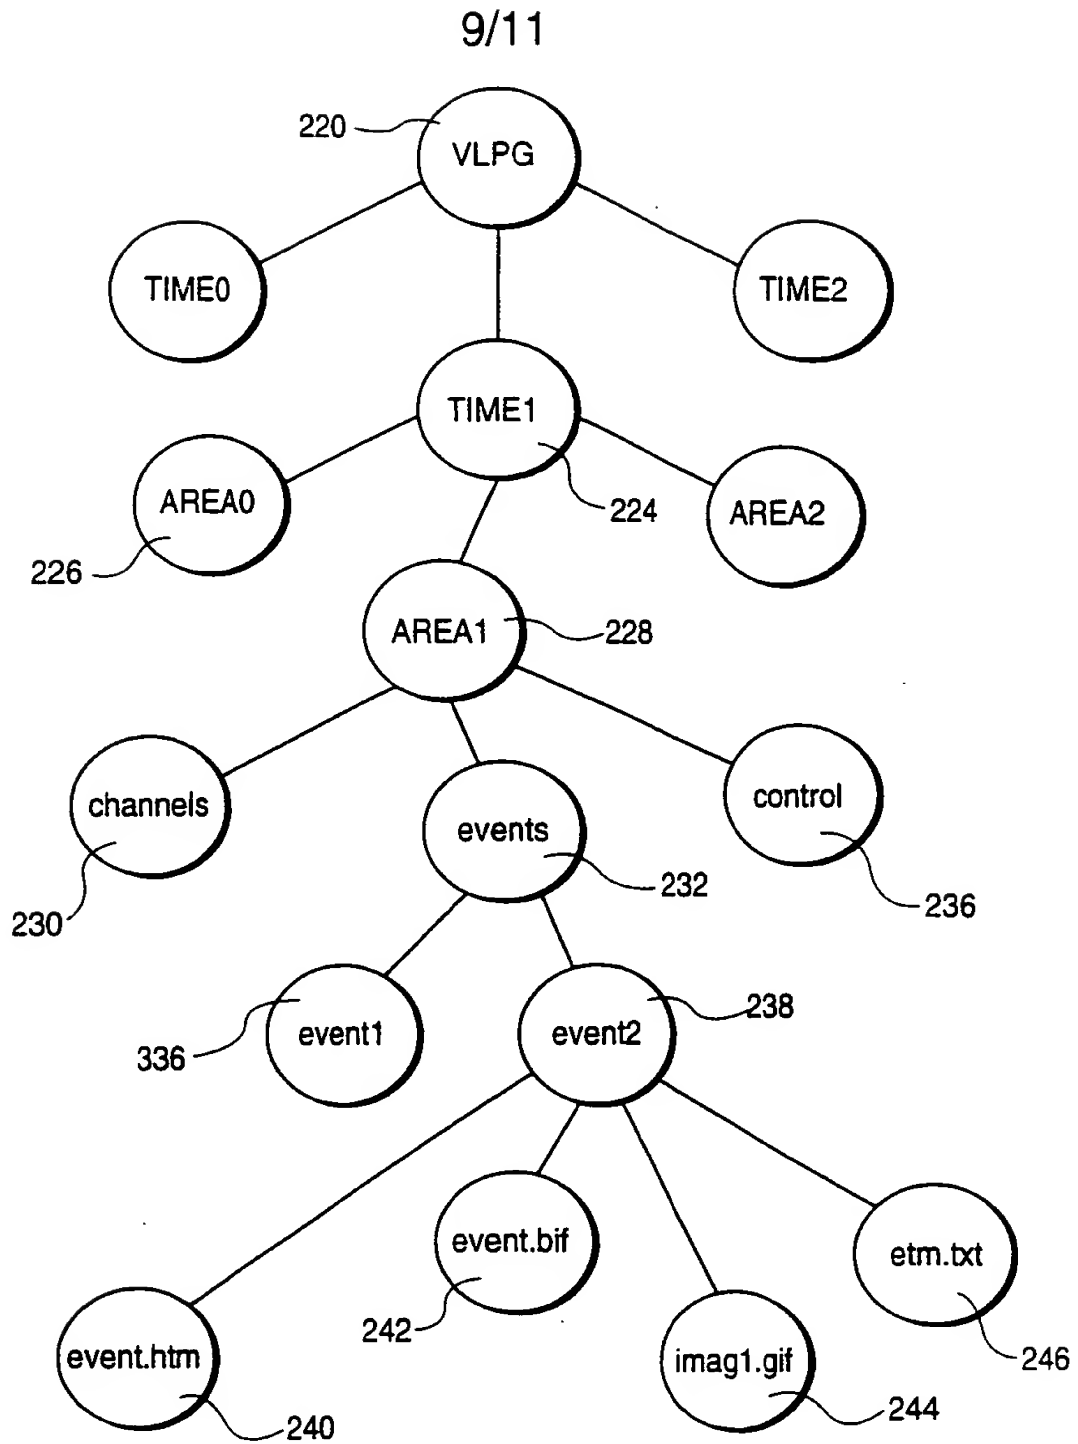 9/11
220
VLPG
TIME0
TIME2
TIME1
224
AREA0
226
AREA2
AREA1
228
channels
230
events
232
control
236
event1
336
event2
238
event.htm
240
event.bif
242
imag1.gif
244
etm.txt
246